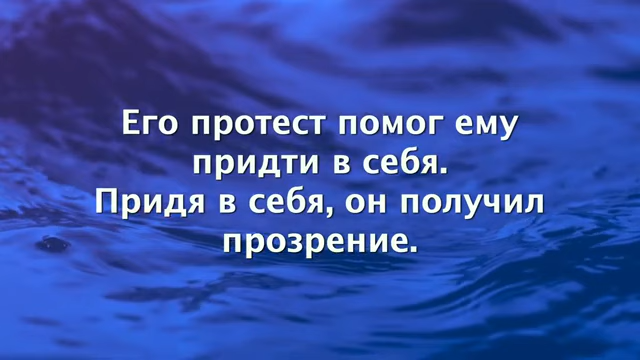 Его протест помог ему
придти в себя.
Придя в себя, он получил
прозрение.